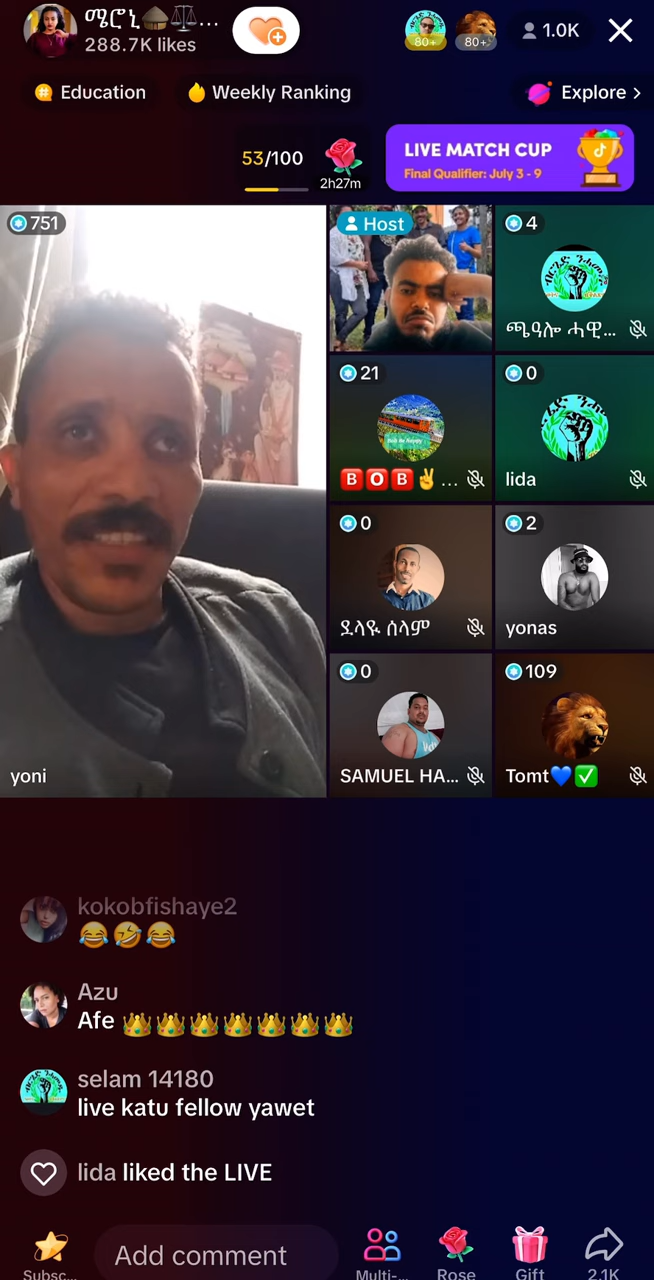 ሜሮኒ🛖⚖️...
288.7K likes
80+
80+
1.0K
Education
Weekly Ranking
Explore >
53/100
2h27m
LIVE MATCH CUP
Final Qualifier: July 3 - 9
751
yoni
Host
4
ጫዓሎ ሓዊ...
21
B O B ✌️...
0
lida
0
ደላዪ ሰላም
2
yonas
0
SAMUEL HA...
109
Tomt💙✅
kokobfishaye2
😂🤣😂
Azu
Afe 👑👑👑👑👑👑👑
selam 14180
live katu fellow yawet
lida liked the LIVE
Subsc...
Add comment
Multi-...
Rose
Gift
2.1K